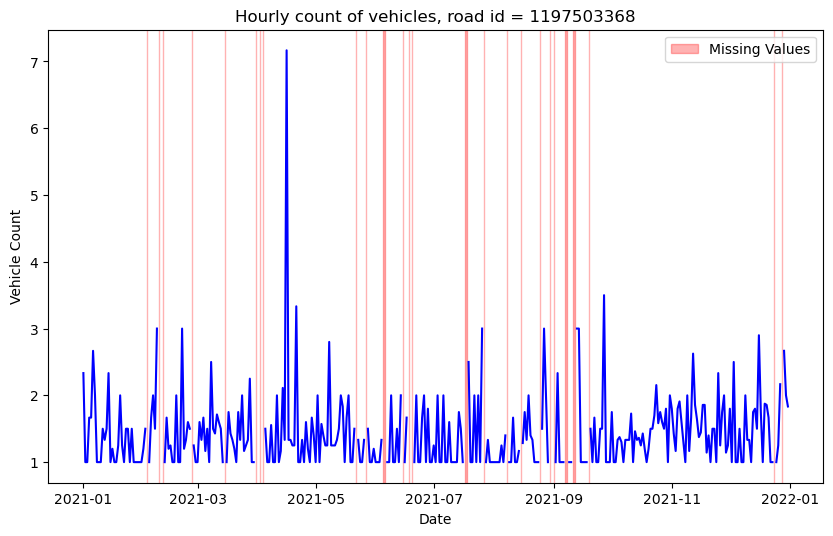 Hourly count of vehicles, road id = 1197503368
Missing Values
7
6
5
4
3
2
1
Vehicle Count
2021-01 2021-03 2021-05 2021-07 2021-09 2021-11 2022-01
Date